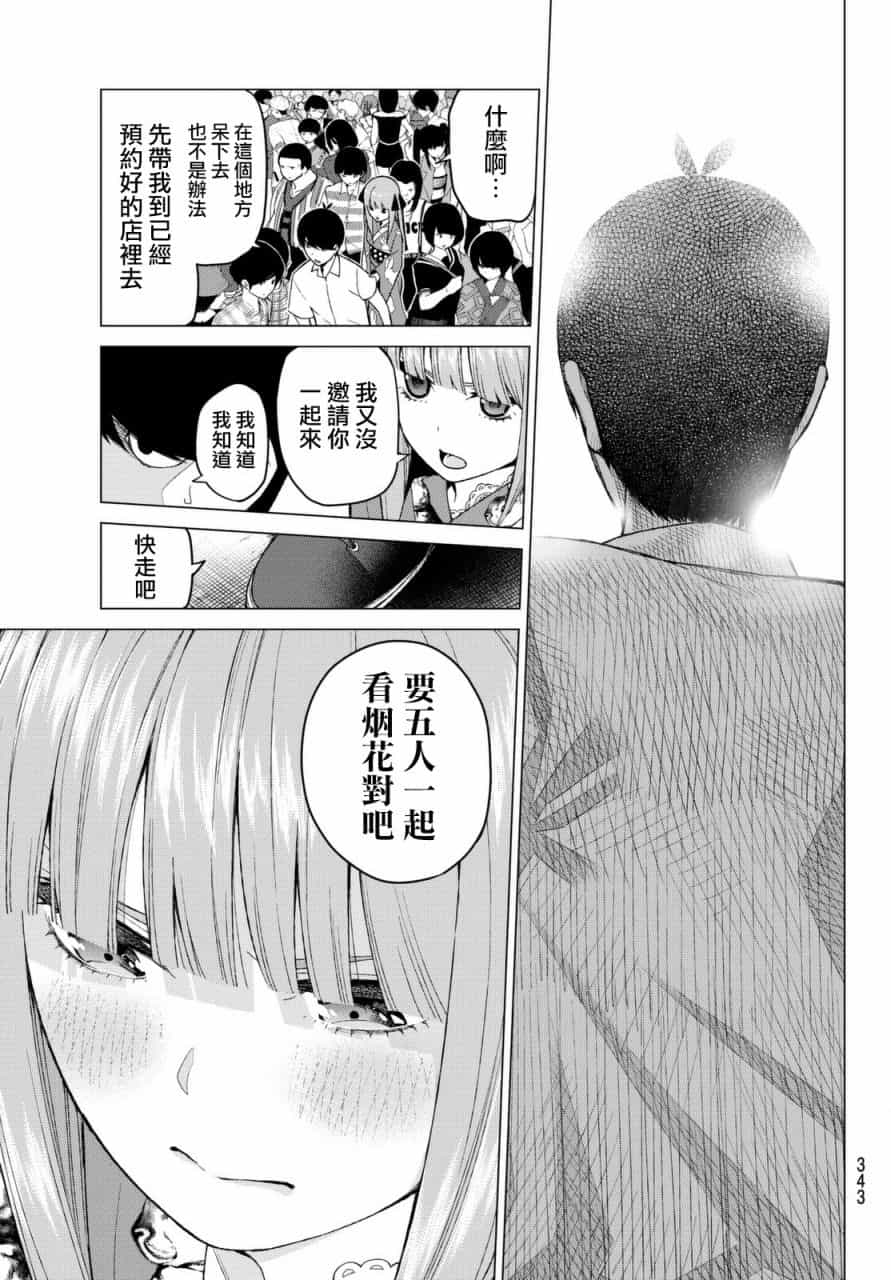 什麼啊…
在這個地方
呆下去
也不是辦法
先帶我到已經
預約好的店裡去
我又沒
邀請你
一起來
我知道
我知道
快走吧
要五人一起
看烟花對吧
343